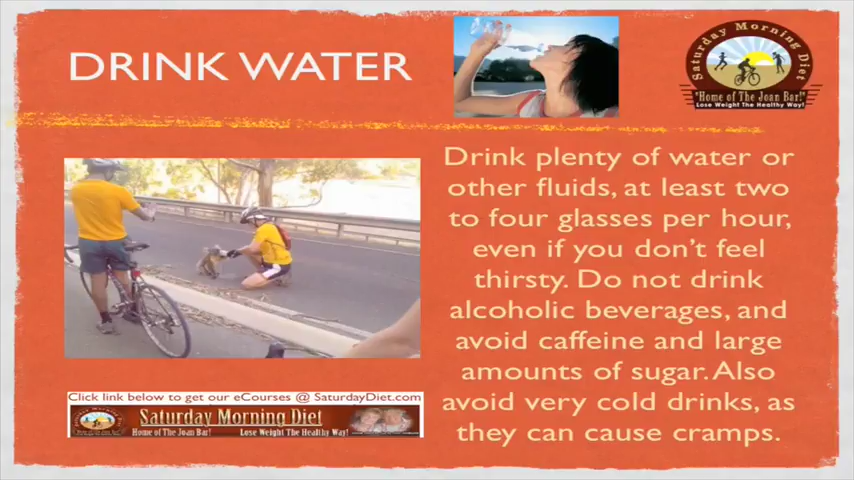 DRINK WATER
Saturday Morning Diet
"Home of The Joan Bar!"
Lose Weight The Healthy Way!
Drink plenty of water or
other fluids, at least two
to four glasses per hour,
even if you don't feel
thirsty. Do not drink
alcoholic beverages, and
avoid caffeine and large
amounts of sugar. Also
avoid very cold drinks, as
they can cause cramps.
Click link below to get our eCourses @ SaturdayDiet.com
Saturday Morning Diet
Home of The Joan Bar! Lose Weight The Healthy Way!